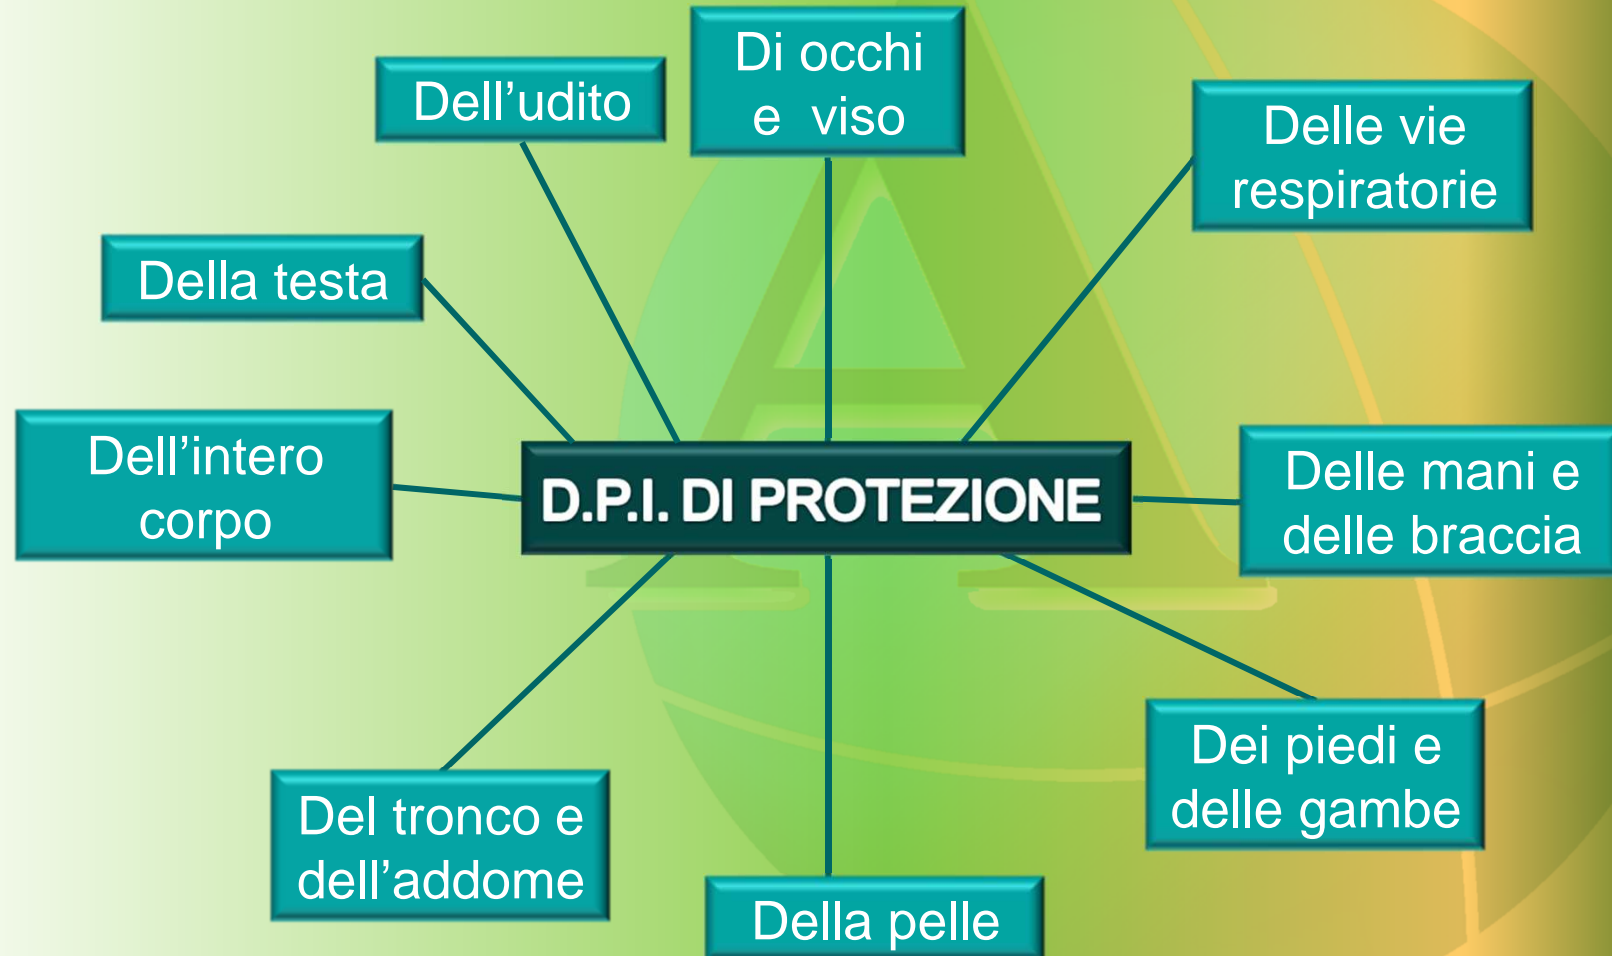 Di occhi
e viso
Dell’udito
Delle vie
respiratorie
Della testa
Dell’intero
corpo
D.P.I. DI PROTEZIONE
Delle mani e
delle braccia
Dei piedi e
delle gambe
Del tronco e
dell’addome
Della pelle